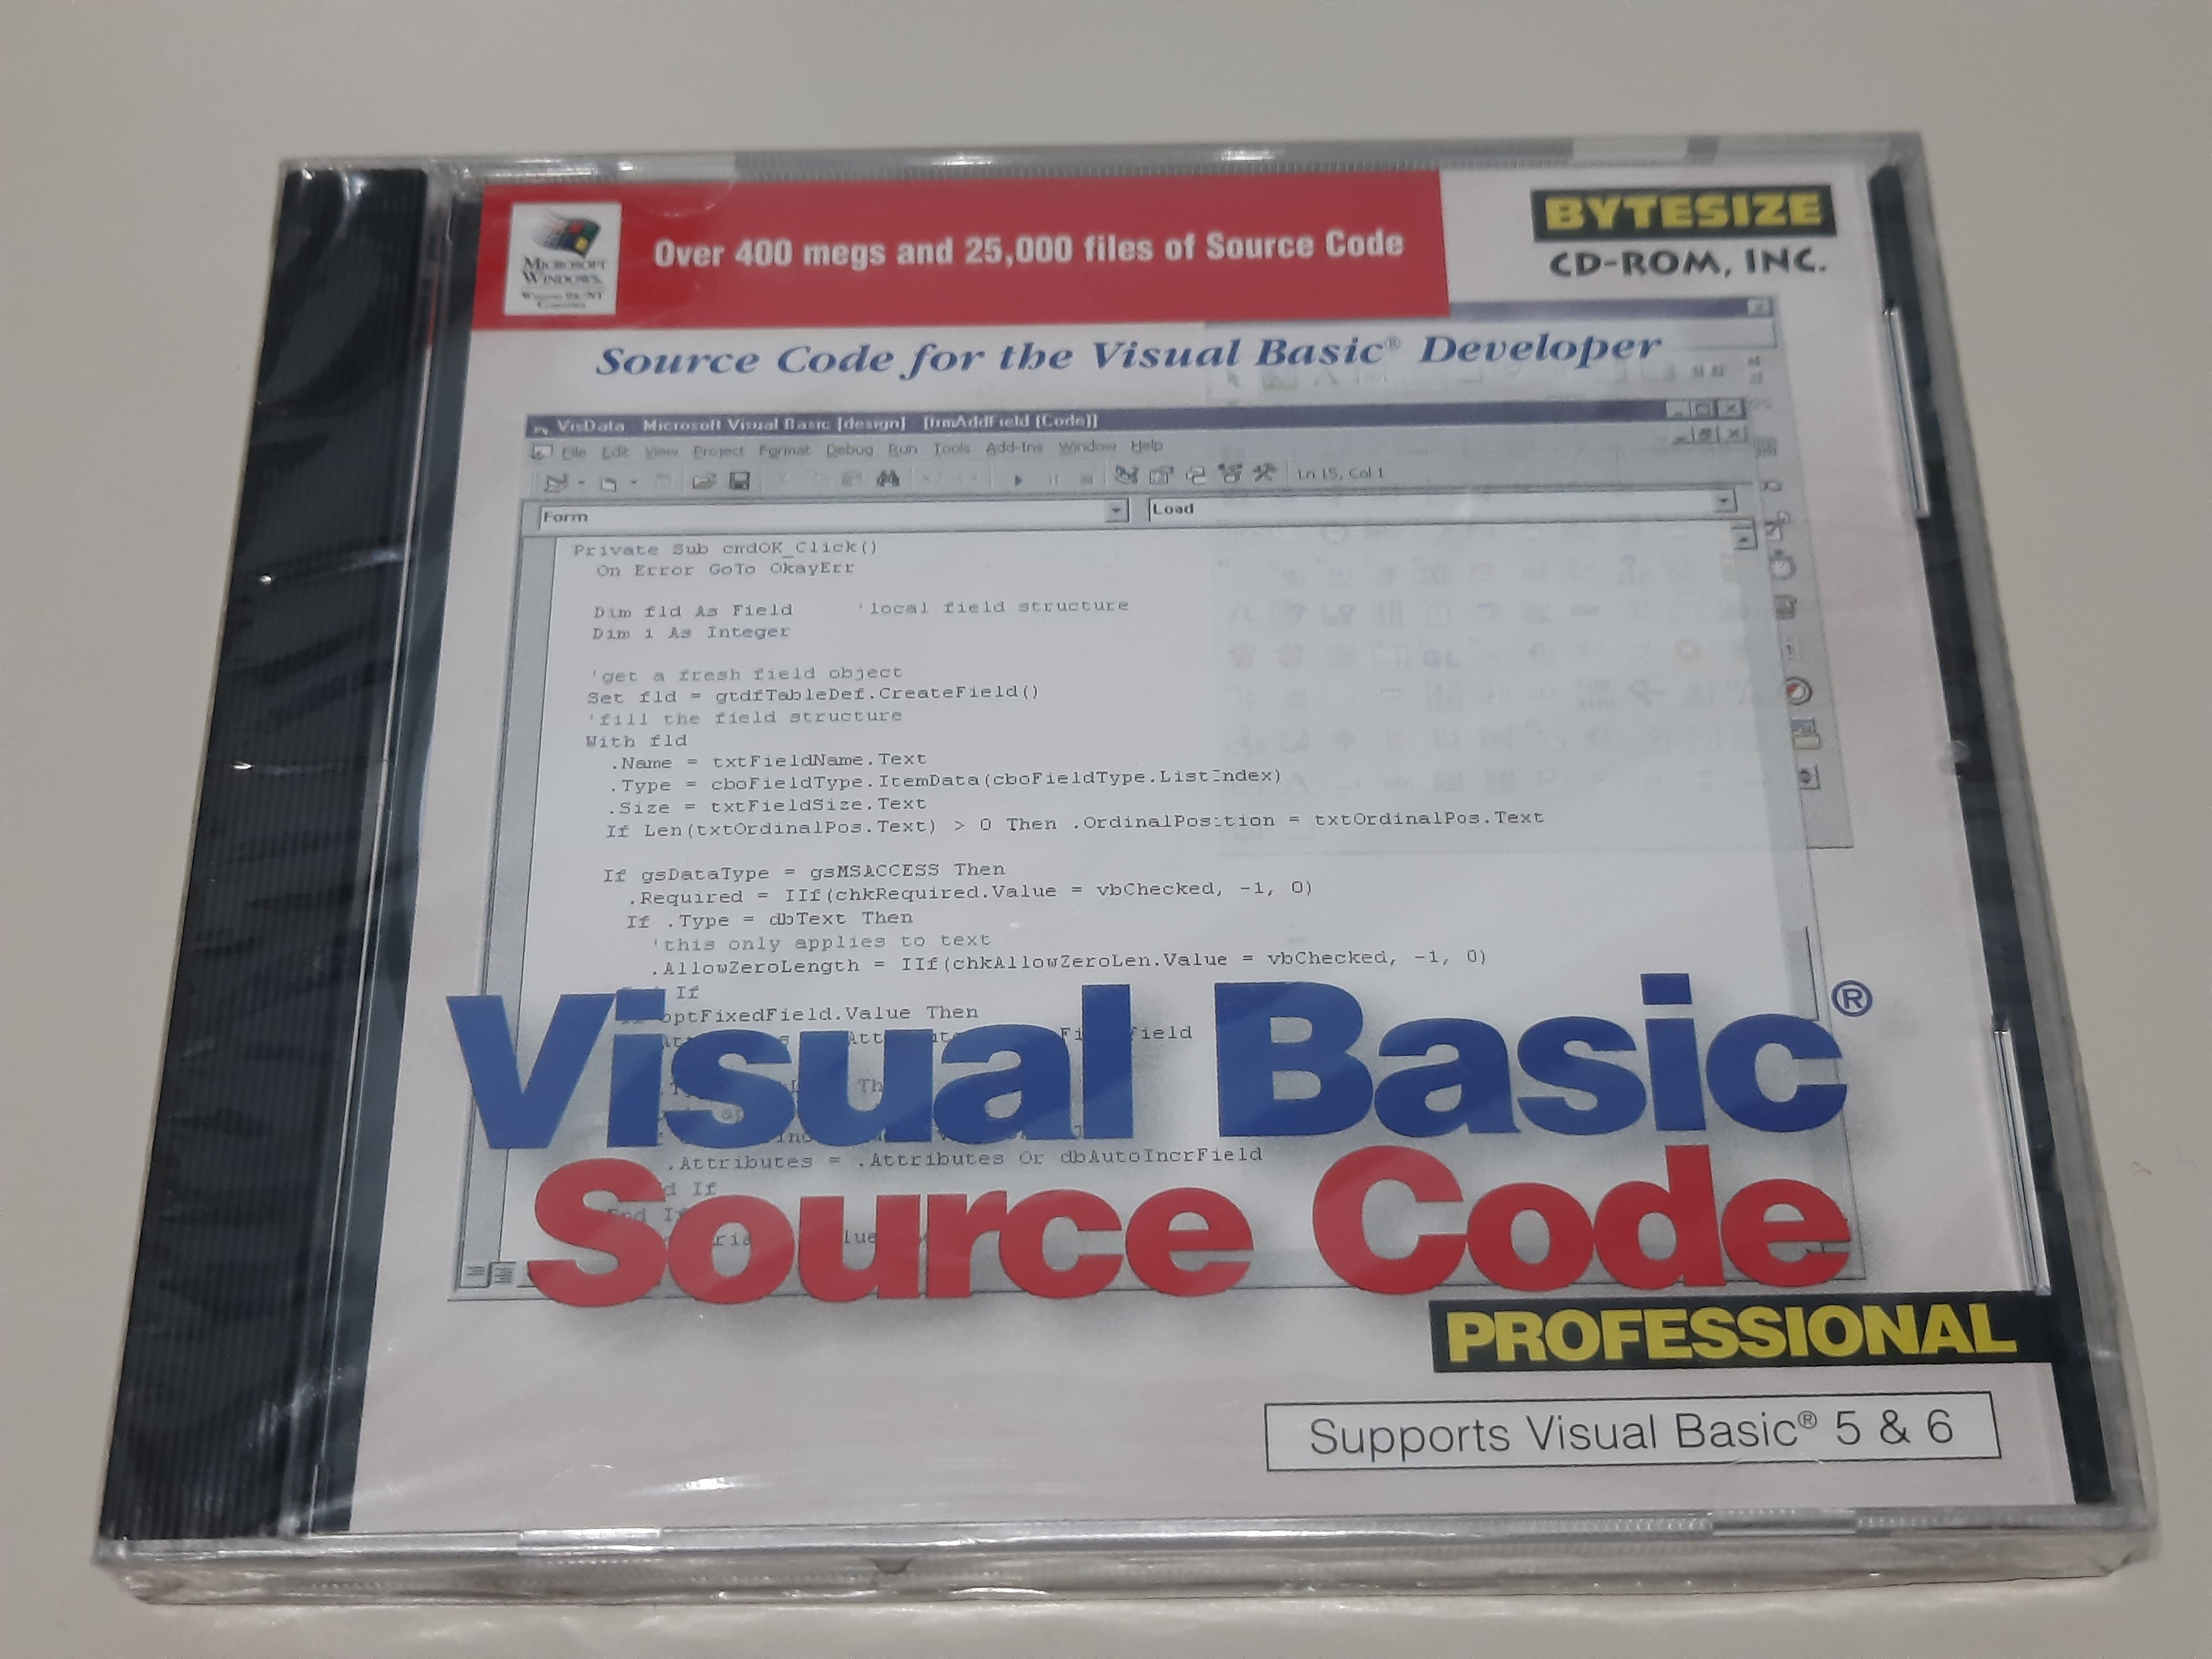 MICROSOFT
WINDOWS
Over 400 megs and 25,000 files of Source Code
BYTESIZE
CD-ROM, INC.
Source Code for the Visual Basic® Developer
VisData - Microsoft Visual Basic [design] - [frmAddField (Code)]
File Edit View Project Format Debug Run Tools Add-Ins Window Help
Ln 15, Col 1
Form
Load
Private Sub cmdOK_Click()
On Error GoTo OkayErr
Dim fld As Field 'local field structure
Dim i As Integer
'get a fresh field object
Set fld = gtdfTableDef.CreateField()
'fill the field structure
With fld
.Name = txtFieldName.Text
.Type = cboFieldType.ItemData(cboFieldType.ListIndex)
.Size = txtFieldSize.Text
If Len(txtOrdinalPos.Text) > 0 Then .OrdinalPosition = txtOrdinalPos.Text
If gsDataType = gsMSACCESS Then
.Required = IIf(chkRequired.Value = vbChecked, -1, 0)
If .Type = dbText Then
'this only applies to text
.AllowZeroLength = IIf(chkAllowZeroLen.Value = vbChecked, -1, 0)
If
optFixedField.Value Then
.Attributes = .Attributes Or dbAutoIncrField
If
Visual Basic®
Source Code
PROFESSIONAL
Supports Visual Basic® 5 & 6